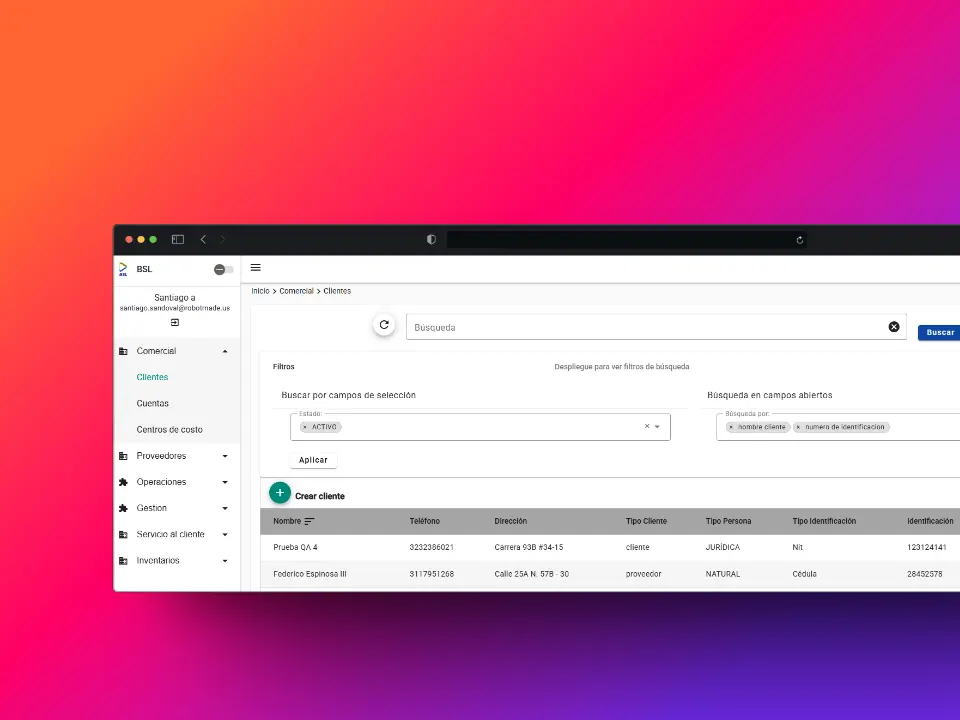 BSL
BSL
Santiago a
santiago.sandoval@robotmade.us
Comercial
Clientes
Cuentas
Centros de costo
Proveedores
Operaciones
Gestion
Servicio al cliente
Inventarios
Inicio > Comercial > Clientes
Búsqueda
Buscar
Filtros
Despliegue para ver filtros de búsqueda
Buscar por campos de selección
Búsqueda en campos abiertos
Estado:
× ACTIVO ×
Búsqueda por:
× nombre cliente × numero de identificacion
Aplicar
+ Crear cliente
Nombre Teléfono Dirección Tipo Cliente Tipo Persona Tipo Identificación Identificación
Prueba QA 4 3232386021 Carrera 93B #34-15 cliente JURÍDICA Nit 123124141
Federico Espinosa III 3117951268 Calle 25A N. 57B - 30 proveedor NATURAL Cédula 28452578